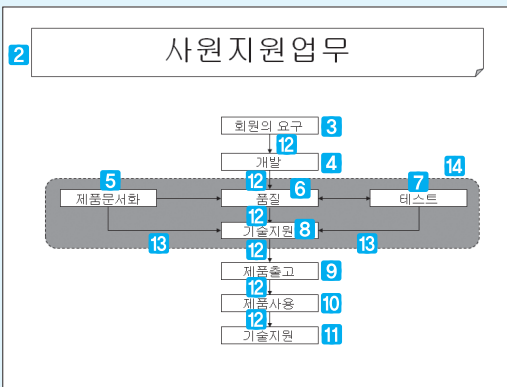 2 사원지원업무
회원의 요구 3
12
개발 4
12 14
5 6 7
제품문서화 품질 테스트
12
기술지원 8
13 12 13
제품출고 9
12
제품사용 10
12
기술지원 11